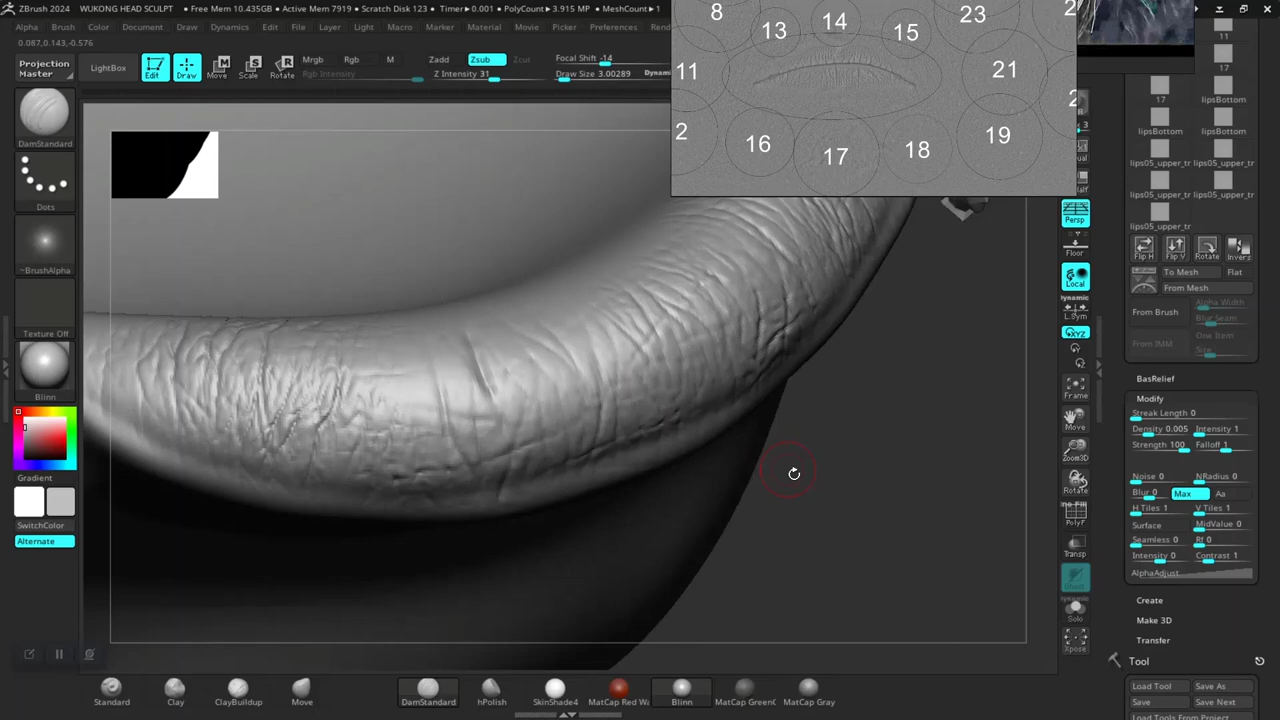 ZBrush 2024 WUKONG HEAD SCULPT • Free Mem 10.435GB • Active Mem 7919 • Scratch Disk 123 • Timer▸0.001 • PolyCount▸3.915 MP • MeshCount▸1
Alpha Brush Color Document Draw Dynamics Edit File Layer Light Macro Marker Material Movie Picker Preferences
0.087,0.143,-0.576
Projection Master
LightBox
Edit
Draw
Move
Scale
Rotate
Mrgb
Rgb
M
Rgb Intensity
Zadd
Zsub
Zcut
Z Intensity 31
Focal Shift -14
Draw Size 3.00289
8
13
14
15
23
11
21
16
17
18
19
DamStandard
Dots
~BrushAlpha
Texture Off
Blinn
Gradient
SwitchColor
Alternate
Persp
Floor
Local
Dynamic
L.Sym
XYZ
Frame
Move
Zoom3D
Rotate
PolyF
Transp
Ghost
Solo
Xpose
11
17
17 lipsBottom
lipsBottom lipsBottom
lips05_upper_tr lips05_upper_tr
lips05_upper_tr lips05_upper_tr
lips05_upper_tr
Flip H Flip V Rotate Invers
To Mesh Flat
From Mesh
From Brush
Alpha Width
Blur Seam
From IMM
One Item
Size
BasRelief
Modify
Streak Length 0
Density 0.005 Intensity 1
Strength 100 Falloff 1
Noise 0 NRadius 0
Blur 0 Max Aa
H Tiles 1 V Tiles 1
Surface MidValue 0
Seamless 0 Rf 0
Intensity 0 Contrast 1
AlphaAdjust
Create
Make 3D
Transfer
Tool
Load Tool Save As
Save Save Next
Load Tools From Project
Standard Clay ClayBuildup Move DamStandard hPolish SkinShade4 MatCap Red Wa Blinn MatCap GreenC MatCap Gray